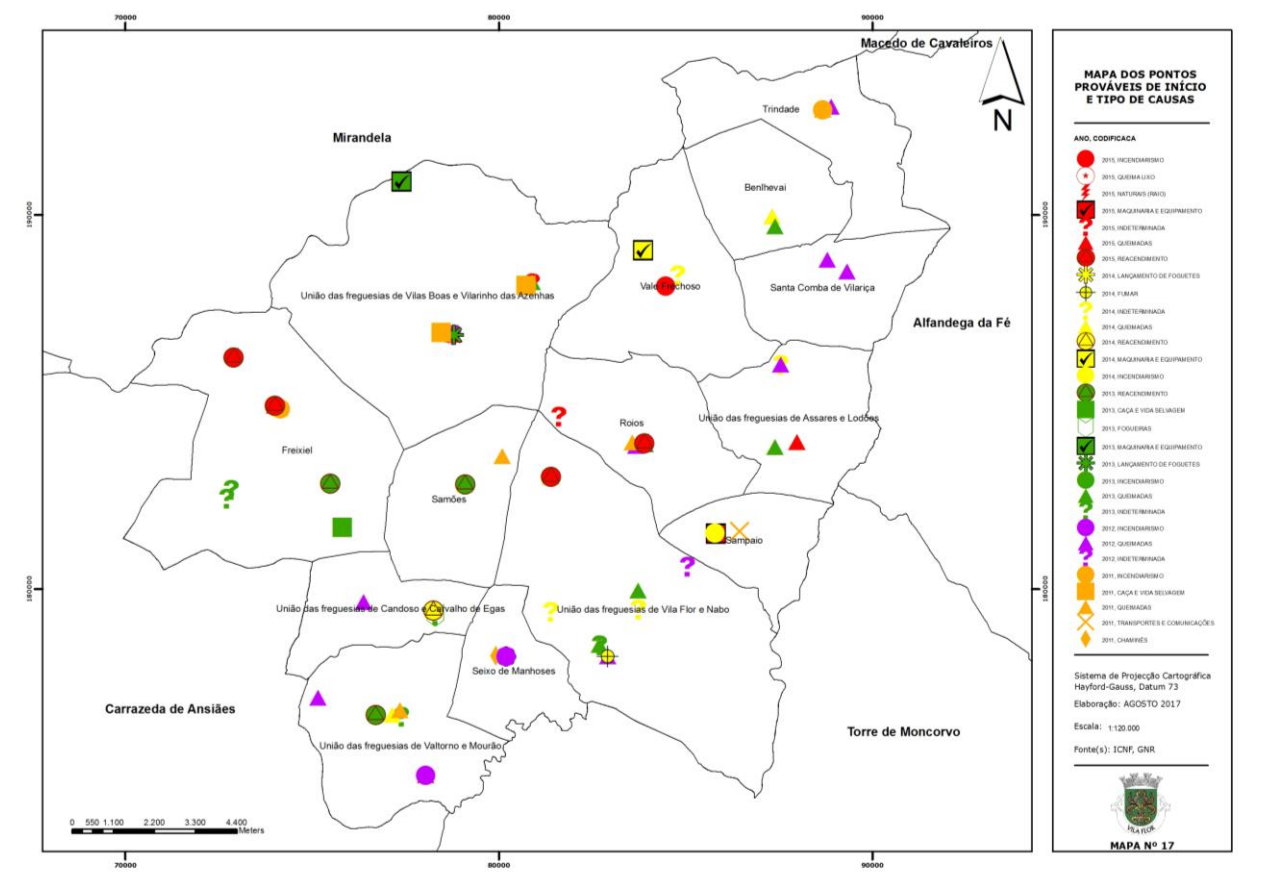 70000
80000
90000
Macedo de Cavaleiros
Trindade
N
Mirandela
Benlhevai
190000
190000
Vale Frechoso
Santa Comba de Vilariça
União das freguesias de Vilas Boas e Vilarinho das Azenhas
Alfandega da Fé
Roios
União das freguesias de Assares e Lodões
Freixiel
Samões
Sampaio
180000
180000
União das freguesias de Candoso e Carvalho de Egas
União das freguesias de Vila Flor e Nabo
Seixo de Manhoses
Carrazeda de Ansiães
Torre de Moncorvo
União das freguesias de Valtorno e Mourão
0 550 1.100 2.200 3.300 4.400
Meters
70000
80000
90000
MAPA DOS PONTOS
PROVÁVEIS DE INÍCIO
E TIPO DE CAUSAS
ANO, CODIFICACA
2015, INCENDIARISMO
2015, QUEIMA LIXO
2015, NATURAIS (RAIO)
2015, MAQUINARIA E EQUIPAMENTO
2015, INDETERMINADA
2015, QUEIMADAS
2015, REACENDIMENTO
2014, LANÇAMENTO DE FOGUETES
2014, FUMAR
2014, INDETERMINADA
2014, QUEIMADAS
2014, REACENDIMENTO
2014, MAQUINARIA E EQUIPAMENTO
2014, INCENDIARISMO
2013, REACENDIMENTO
2013, CAÇA E VIDA SELVAGEM
2013, FOGUEIRAS
2013, MAQUINARIA E EQUIPAMENTO
2013, LANÇAMENTO DE FOGUETES
2013, INCENDIARISMO
2013, QUEIMADAS
2013, INDETERMINADA
2012, INCENDIARISMO
2012, QUEIMADAS
2012, INDETERMINADA
2011, INCENDIARISMO
2011, CAÇA E VIDA SELVAGEM
2011, QUEIMADAS
2011, TRANSPORTES E COMUNICAÇÕES
2011, CHAMINÉS
Sistema de Projecção Cartográfica
Hayford-Gauss, Datum 73
Elaboração: AGOSTO 2017
Escala: 1:120.000
Fonte(s): ICNF, GNR
VILA FLOR
MAPA Nº 17